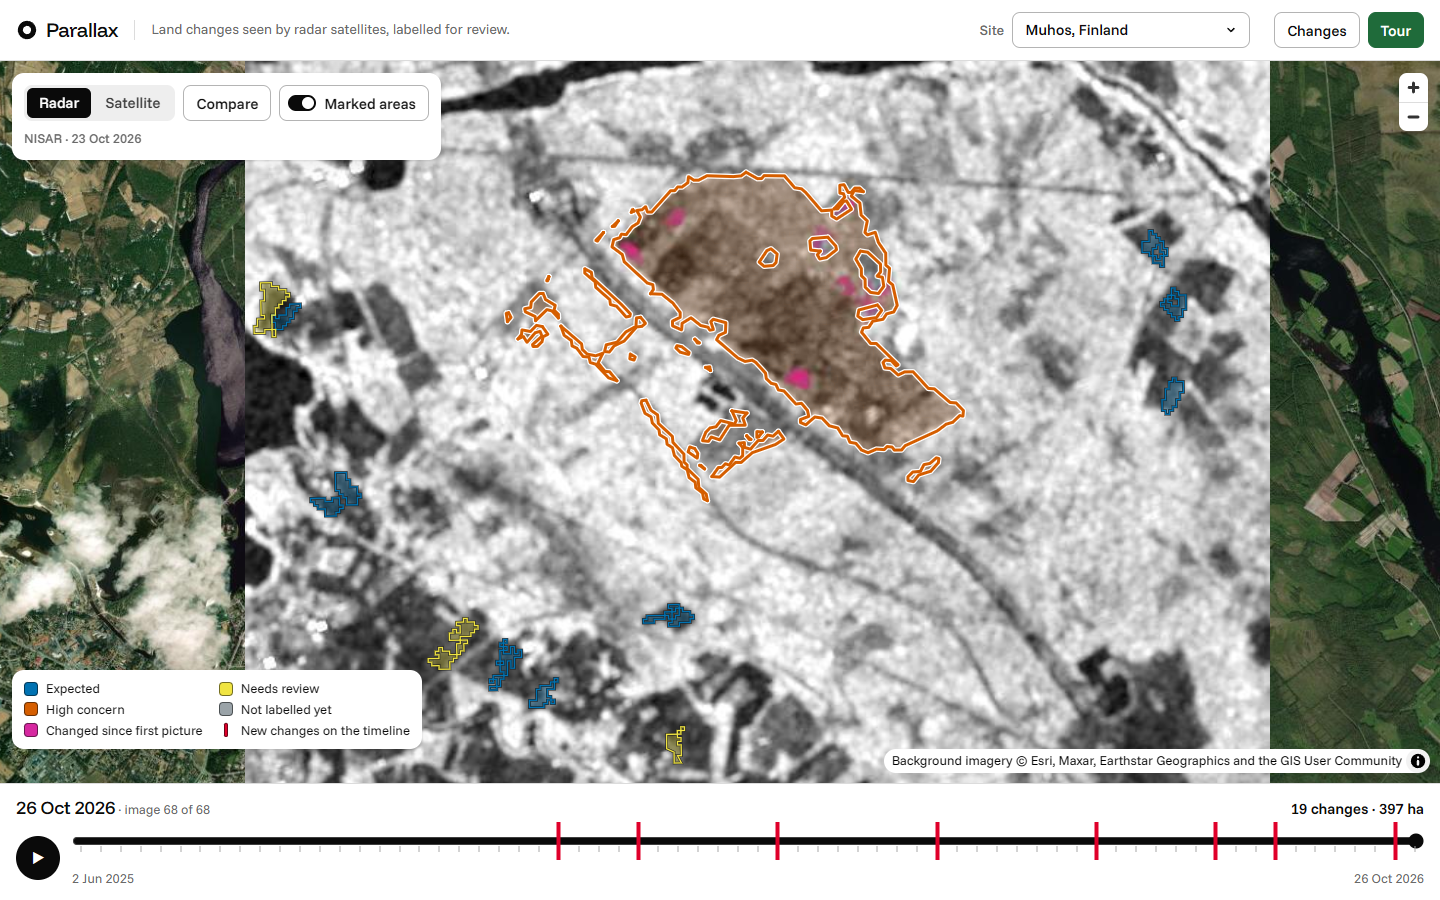 Parallax
Land changes seen by radar satellites, labelled for review.
Site
Muhos, Finland
Changes
Tour
Radar
Satellite
Compare
Marked areas
NISAR · 23 Oct 2026
+
−
Expected
Needs review
High concern
Not labelled yet
Changed since first picture
New changes on the timeline
Background imagery © Esri, Maxar, Earthstar Geographics and the GIS User Community
26 Oct 2026 · image 68 of 68
19 changes · 397 ha
2 Jun 2025
26 Oct 2026